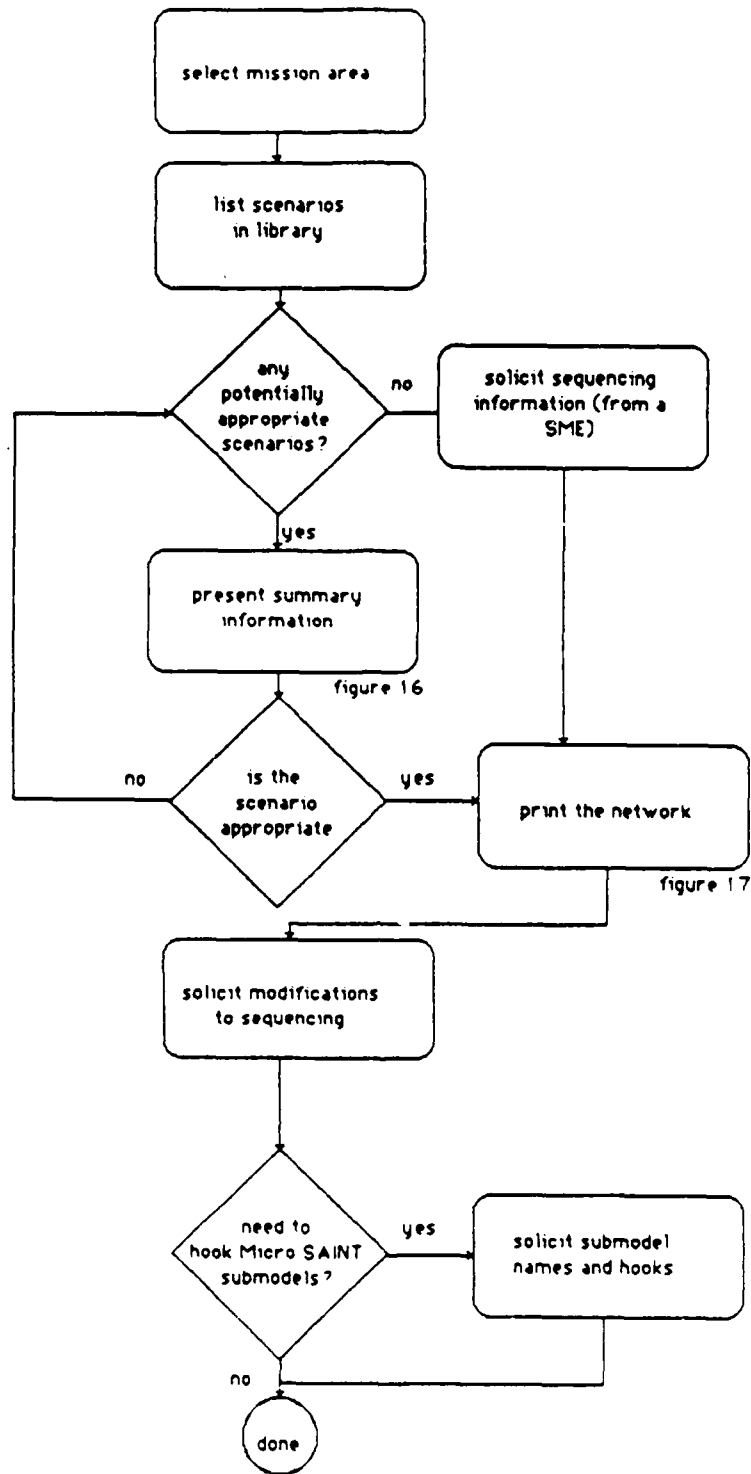 select mission area
list scenarios
in library
any
potentially
appropriate
scenarios?
no
solicit sequencing
information (from a
SME)
yes
present summary
information
figure 16
no
is the
scenario
appropriate
yes
print the network
figure 17
solicit modifications
to sequencing
need to
hook Micro SAINT
submodels?
yes
solicit submodel
names and hooks
no
done